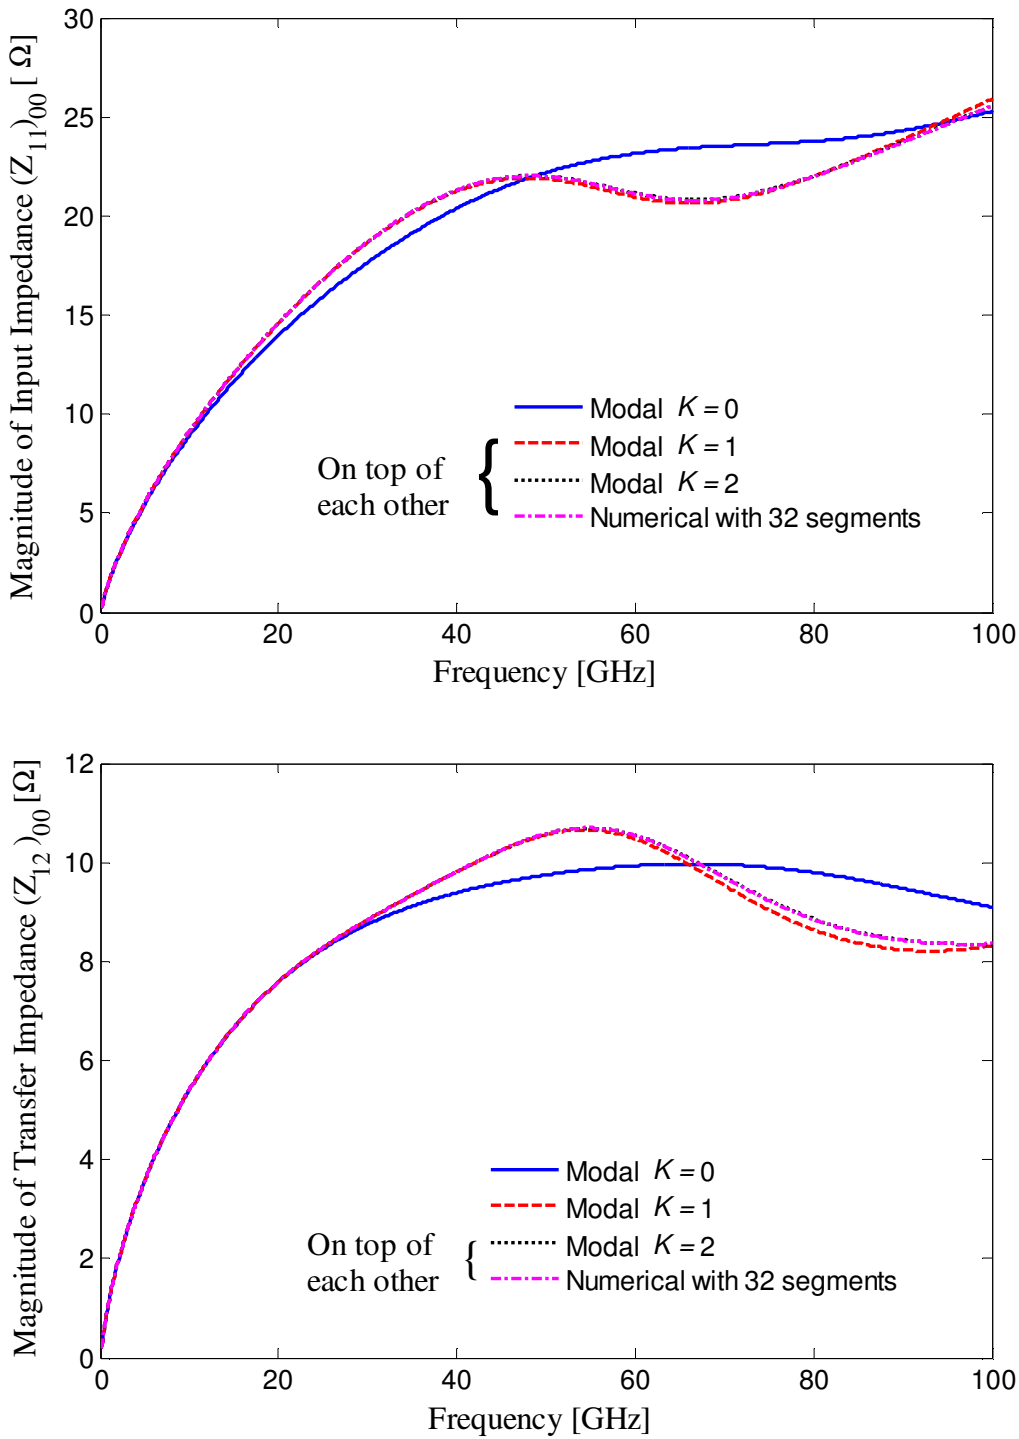 Magnitude of Input Impedance (Z11)00 [ Ω]
30
25
20
15
10
5
0
0 20 40 60 80 100
Frequency [GHz]
On top of
each other
{
Modal K = 0
Modal K = 1
Modal K = 2
Numerical with 32 segments
Magnitude of Transfer Impedance (Z12 )00 [Ω]
12
10
8
6
4
2
0
0 20 40 60 80 100
Frequency [GHz]
On top of
each other
{
Modal K = 0
Modal K = 1
Modal K = 2
Numerical with 32 segments